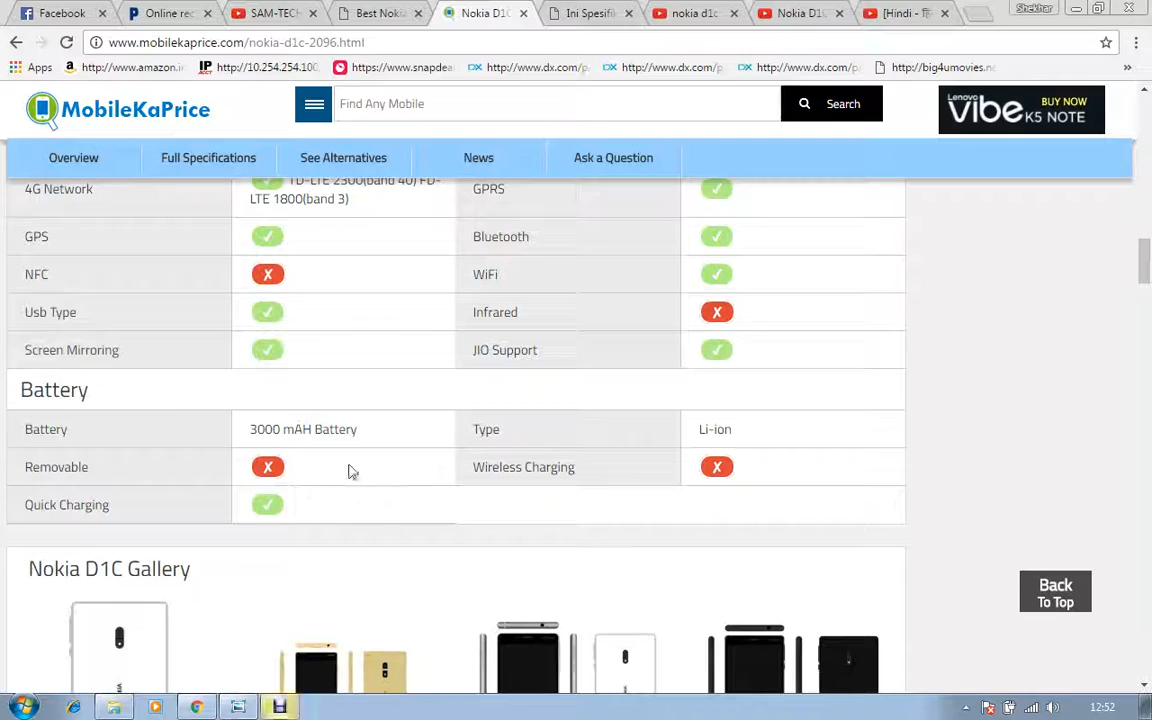 Facebook
Online rec
SAM-TECH
Best Nokia
Nokia D1C
Ini Spesifi
nokia d1c
Nokia D1C
[Hindi - हि
Shekhar
www.mobilekaprice.com/nokia-d1c-2096.html
Apps
http://www.amazon.i
http://10.254.254.100
https://www.snapdea
http://www.dx.com/p
http://www.dx.com/p
http://www.dx.com/p
http://big4umovies.ne
MobileKaPrice
Find Any Mobile
Search
Lenovo
VIBE
BUY NOW
K5 NOTE
Overview
Full Specifications
See Alternatives
News
Ask a Question
4G Network
TD-LTE 2300(band 40) FD-
LTE 1800(band 3)
GPRS
GPS
Bluetooth
NFC
X
WiFi
Usb Type
Infrared
X
Screen Mirroring
JIO Support
Battery
Battery
3000 mAH Battery
Type
Li-ion
Removable
X
Wireless Charging
X
Quick Charging
Nokia D1C Gallery
Back
To Top
12:52